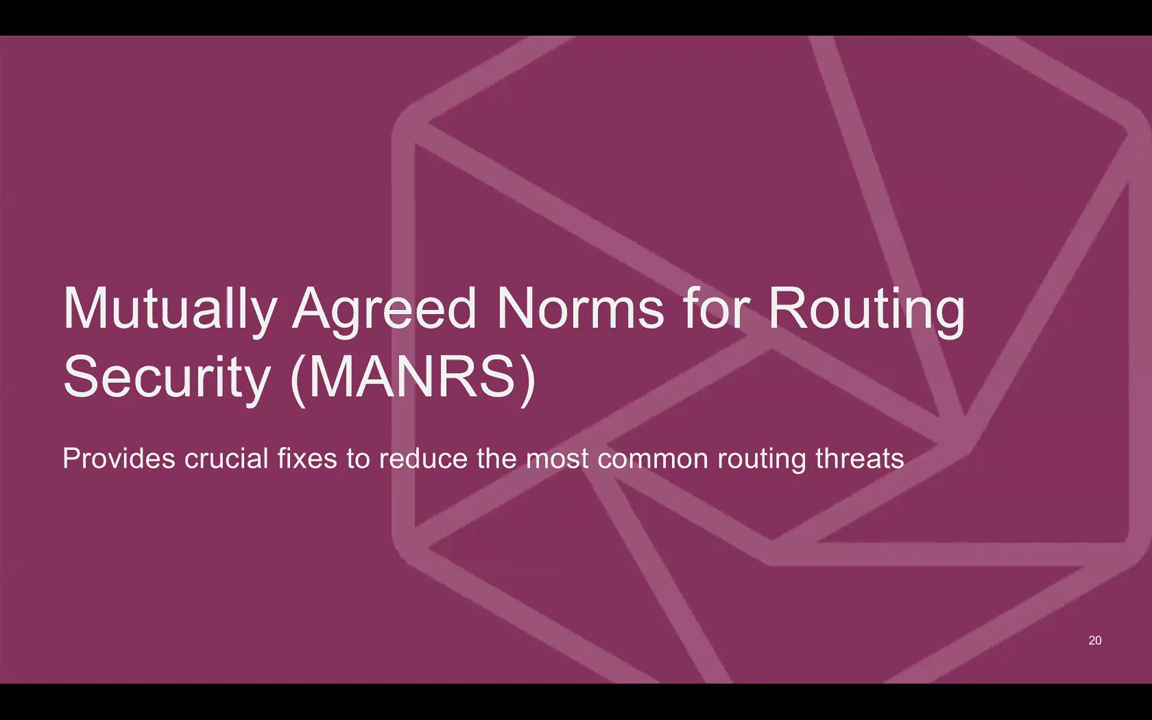 Mutually Agreed Norms for Routing
Security (MANRS)
Provides crucial fixes to reduce the most common routing threats
20